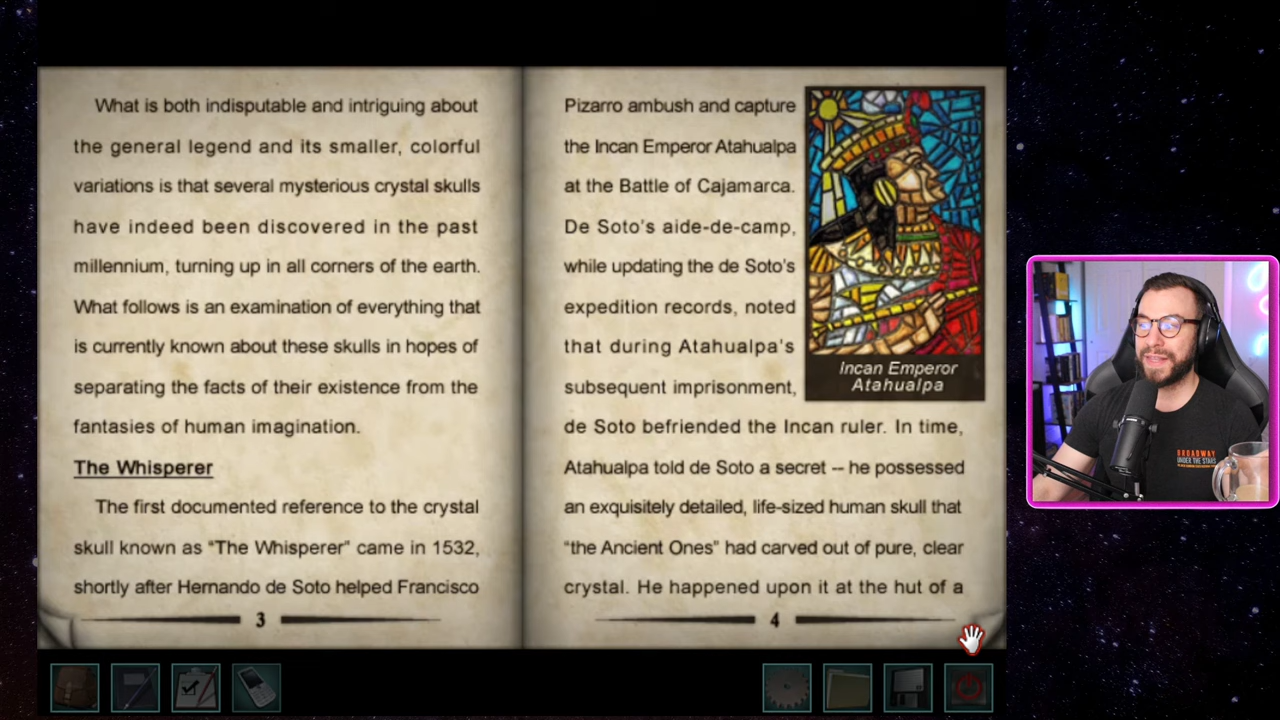 What is both indisputable and intriguing about
the general legend and its smaller, colorful
variations is that several mysterious crystal skulls
have indeed been discovered in the past
millennium, turning up in all corners of the earth.
What follows is an examination of everything that
is currently known about these skulls in hopes of
separating the facts of their existence from the
fantasies of human imagination.
The Whisperer
The first documented reference to the crystal
skull known as “The Whisperer” came in 1532,
shortly after Hernando de Soto helped Francisco
3
Pizarro ambush and capture
the Incan Emperor Atahualpa
at the Battle of Cajamarca.
De Soto's aide-de-camp,
while updating the de Soto's
expedition records, noted
that during Atahualpa's
subsequent imprisonment,
de Soto befriended the Incan ruler. In time,
Atahualpa told de Soto a secret -- he possessed
an exquisitely detailed, life-sized human skull that
“the Ancient Ones” had carved out of pure, clear
crystal. He happened upon it at the hut of a
4
Incan Emperor
Atahualpa
BROADWAY
UNDER THE STARS